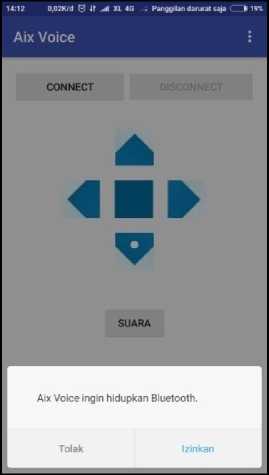 14:12 0,02K/d XL 4G Panggilan darurat saja 19%
Aix Voice
CONNECT DISCONNECT
SUARA
Aix Voice ingin hidupkan Bluetooth.
Tolak Izinkan